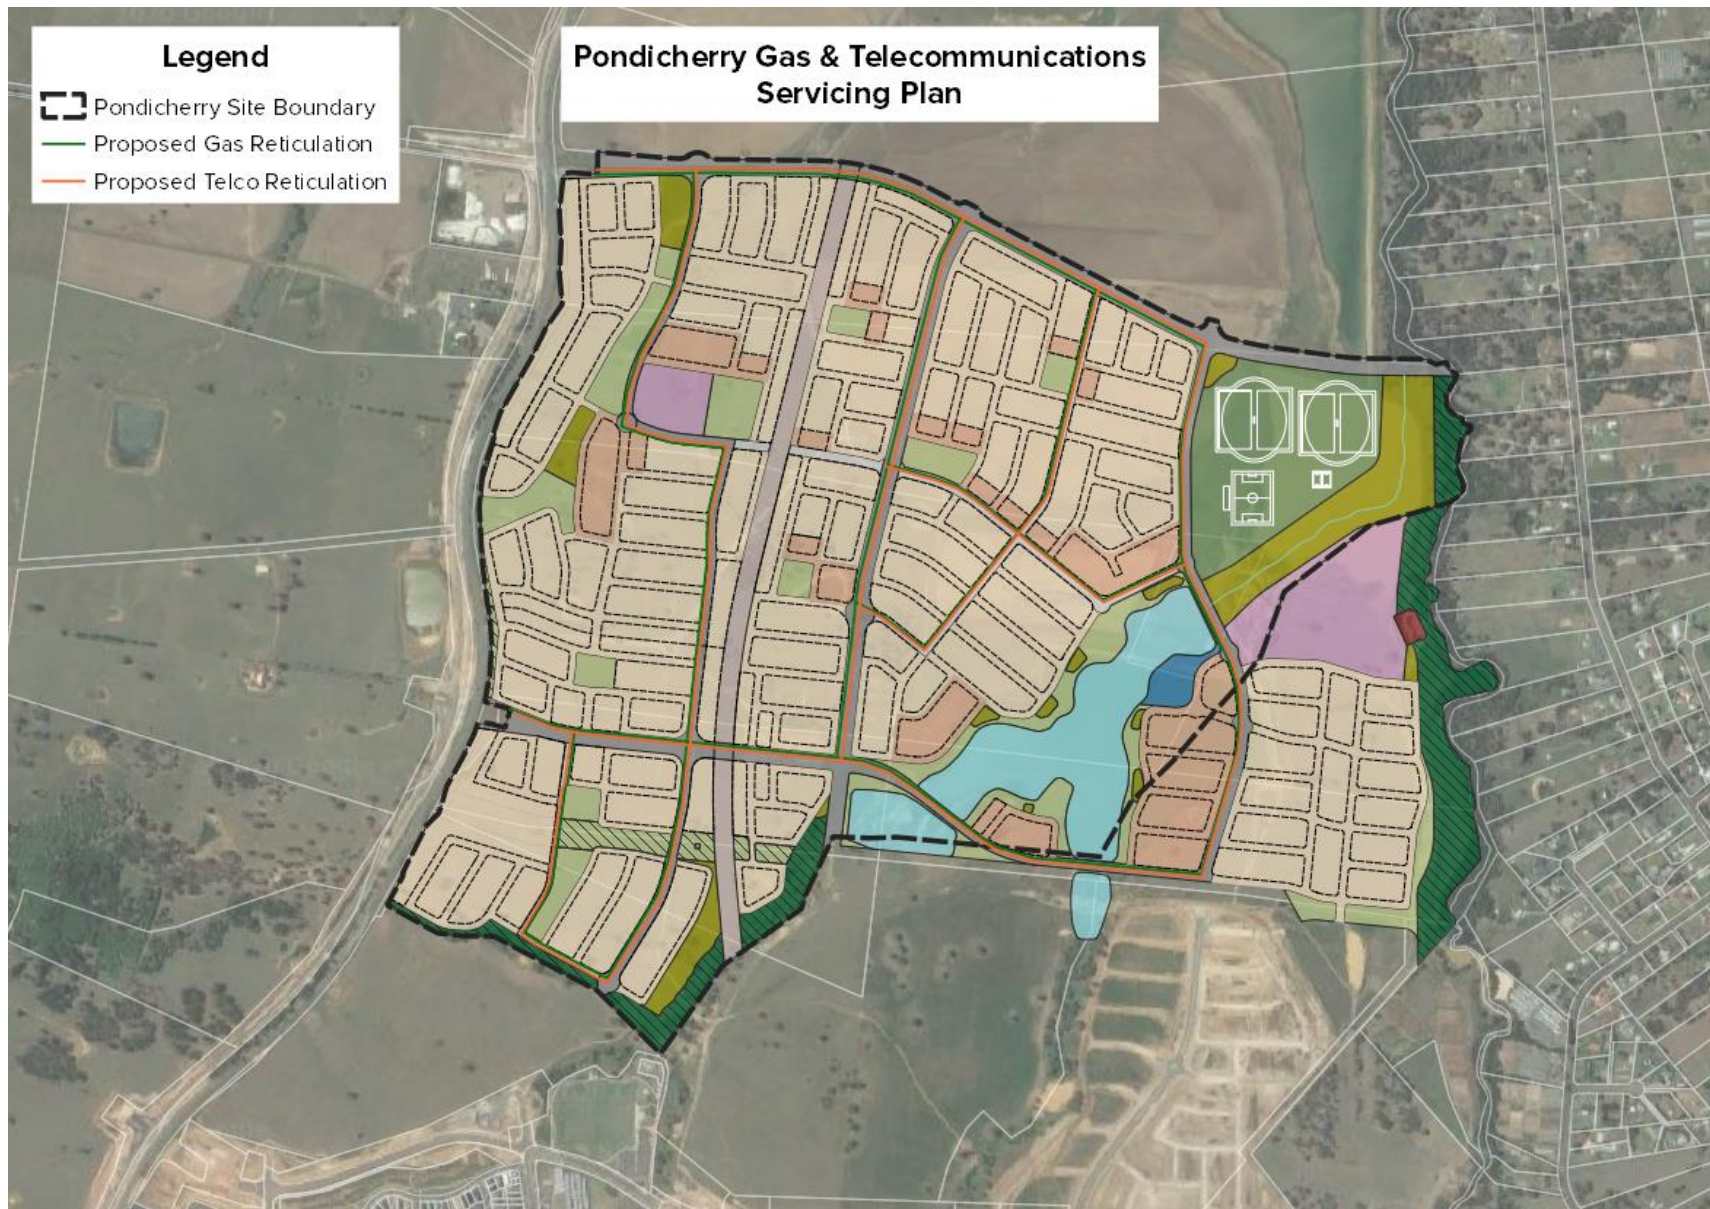 Legend
Pondicherry Site Boundary
Proposed Gas Reticulation
Proposed Telco Reticulation
Pondicherry Gas & Telecommunications
Servicing Plan